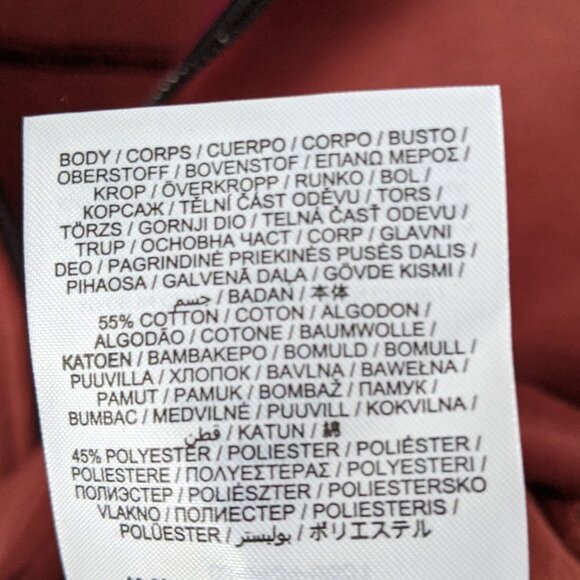 BODY / CORPS / CUERPO / CORPO / BUSTO /
OBERSTOFF / BOVENSTOF / ΕΠΑΝΩ ΜΕΡΟΣ /
KROP / ÖVERKROPP / RUNKO / BOL /
КОРСАЖ / TĚLNÍ ČÁST ODĚVU / TORS /
TÖRZS / GORNJI DIO / TELNÁ ČASŤ ODEVU /
TRUP / ОСНОВНА ЧАСТ / CORP / GLAVNI
DEO / PAGRINDINĖ PRIEKINĖS PUSĖS DALIS /
PIHAOSA / GALVENĀ DAĻA / GÖVDE KISMI /
جسم / BADAN / 本体
55% COTTON / COTON / ALGODON /
ALGODÃO / COTONE / BAUMWOLLE /
KATOEN / ΒΑΜΒΑΚΕΡΟ / BOMULD / BOMULL /
PUUVILLA / ХЛОПОК / BAVLNA / BAWEŁNA /
PAMUT / PAMUK / BOMBAŽ / ПАМУК /
BUMBAC / MEDVILNĖ / PUUVILL / KOKVILNA /
قطن / KATUN / 綿
45% POLYESTER / POLIESTER / POLIÉSTER /
POLIESTERE / ΠΟΛΥΕΣΤΕΡΑΣ / POLYESTERI /
ПОЛИЭСТЕР / POLIÉSZTER / POLIESTERSKO
VLAKNO / ПОЛИЕСТЕР / POLIESTERIS /
POLÜESTER / بوليستر / ポリエステル